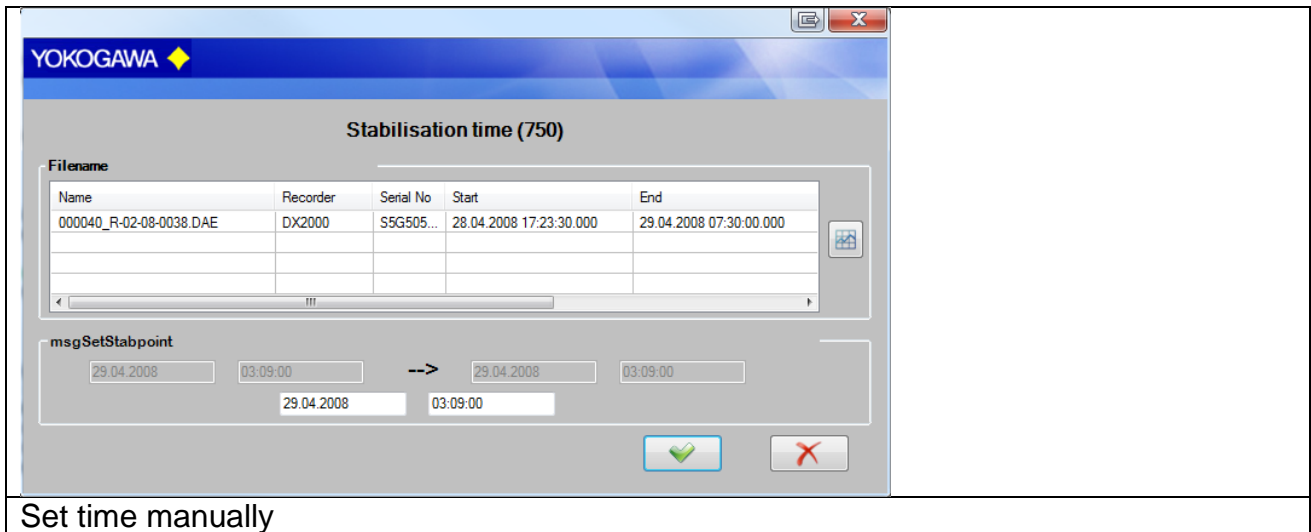 YOKOGAWA
Stabilisation time (750)
Filename
Name Recorder Serial No Start End
000040_R-02-08-0038.DAE DX2000 S5G505... 28.04.2008 17:23:30.000 29.04.2008 07:30:00.000
msgSetStabpoint
29.04.2008 03:09:00 --> 29.04.2008 03:09:00
29.04.2008 03:09:00
Set time manually